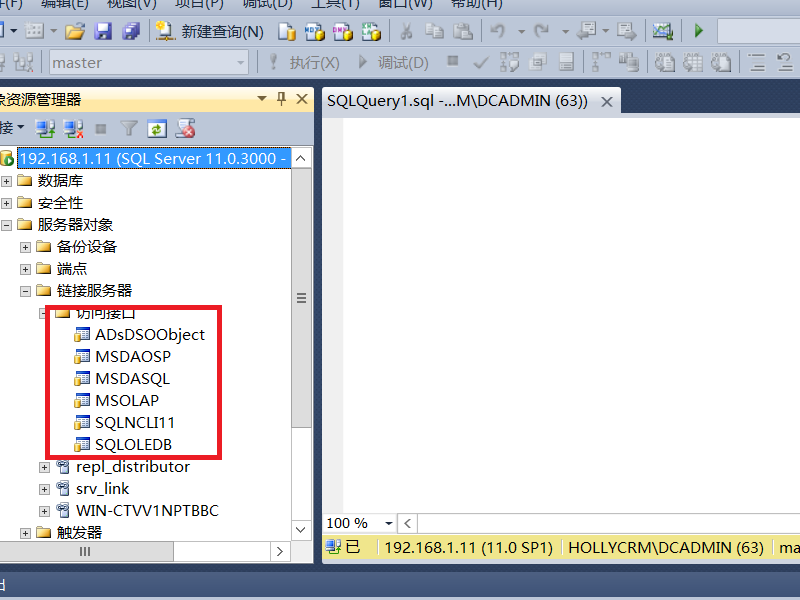 件(F) 编辑(E) 视图(V) 项目(P) 调试(D) 工具(T) 窗口(W) 帮助(H)
新建查询(N)
master 执行(X) 调试(D)
象资源管理器
SQLQuery1.sql -...M\DCADMIN (63))
接
192.168.1.11 (SQL Server 11.0.3000 -
数据库
安全性
服务器对象
备份设备
端点
链接服务器
访问接口
ADsDSOObject
MSDAOSP
MSDASQL
MSOLAP
SQLNCLI11
SQLOLEDB
repl_distributor
srv_link
WIN-CTVV1NPTBBC
触发器
100 %
已 192.168.1.11 (11.0 SP1) HOLLYCRM\DCADMIN (63) ma
出